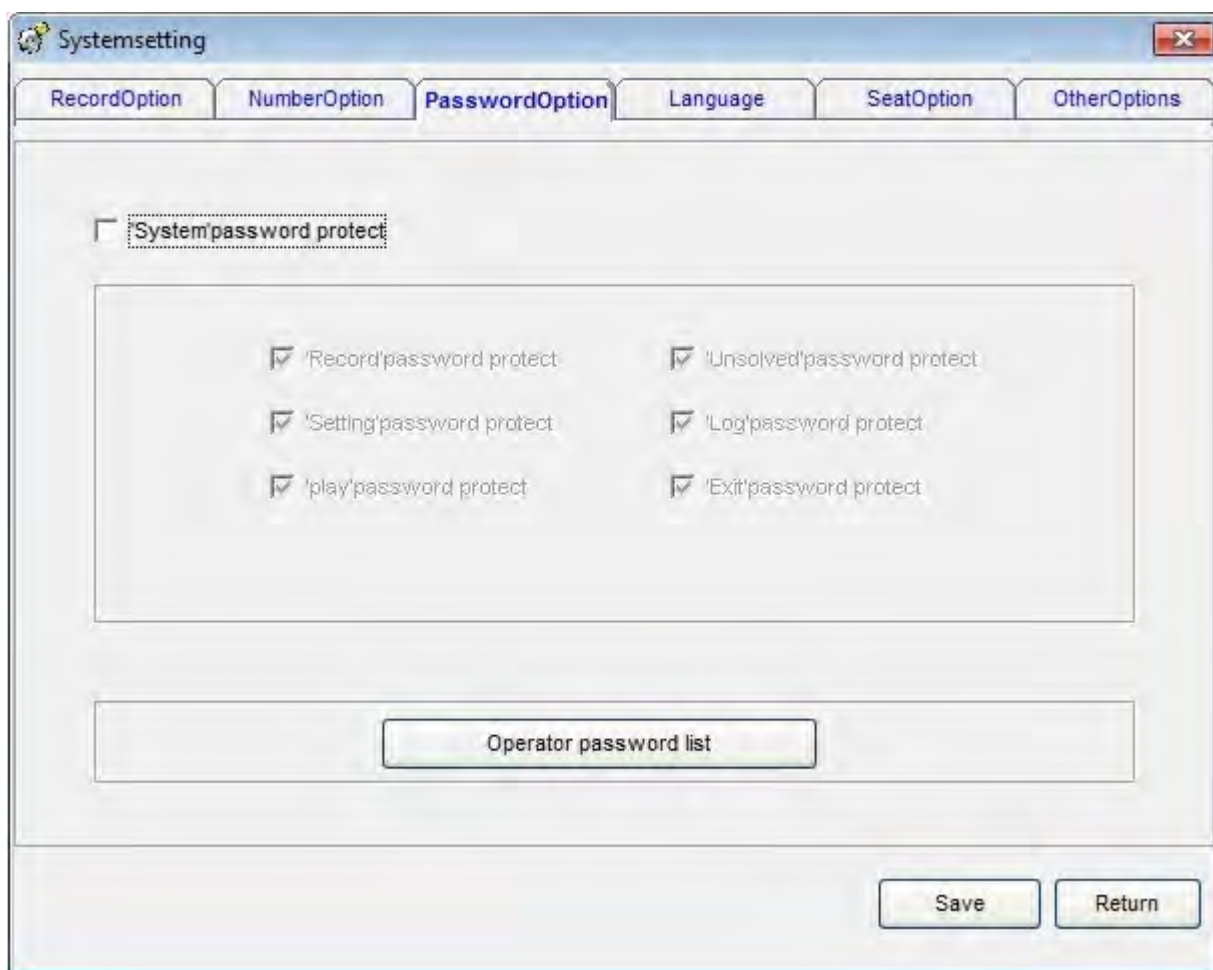 Systemsetting
RecordOption NumberOption PasswordOption Language SeatOption OtherOptions
'System'password protect
'Record'password protect 'Unsolved'password protect
'Setting'password protect 'Log'password protect
'play'password protect 'Exit'password protect
Operator password list
Save Return